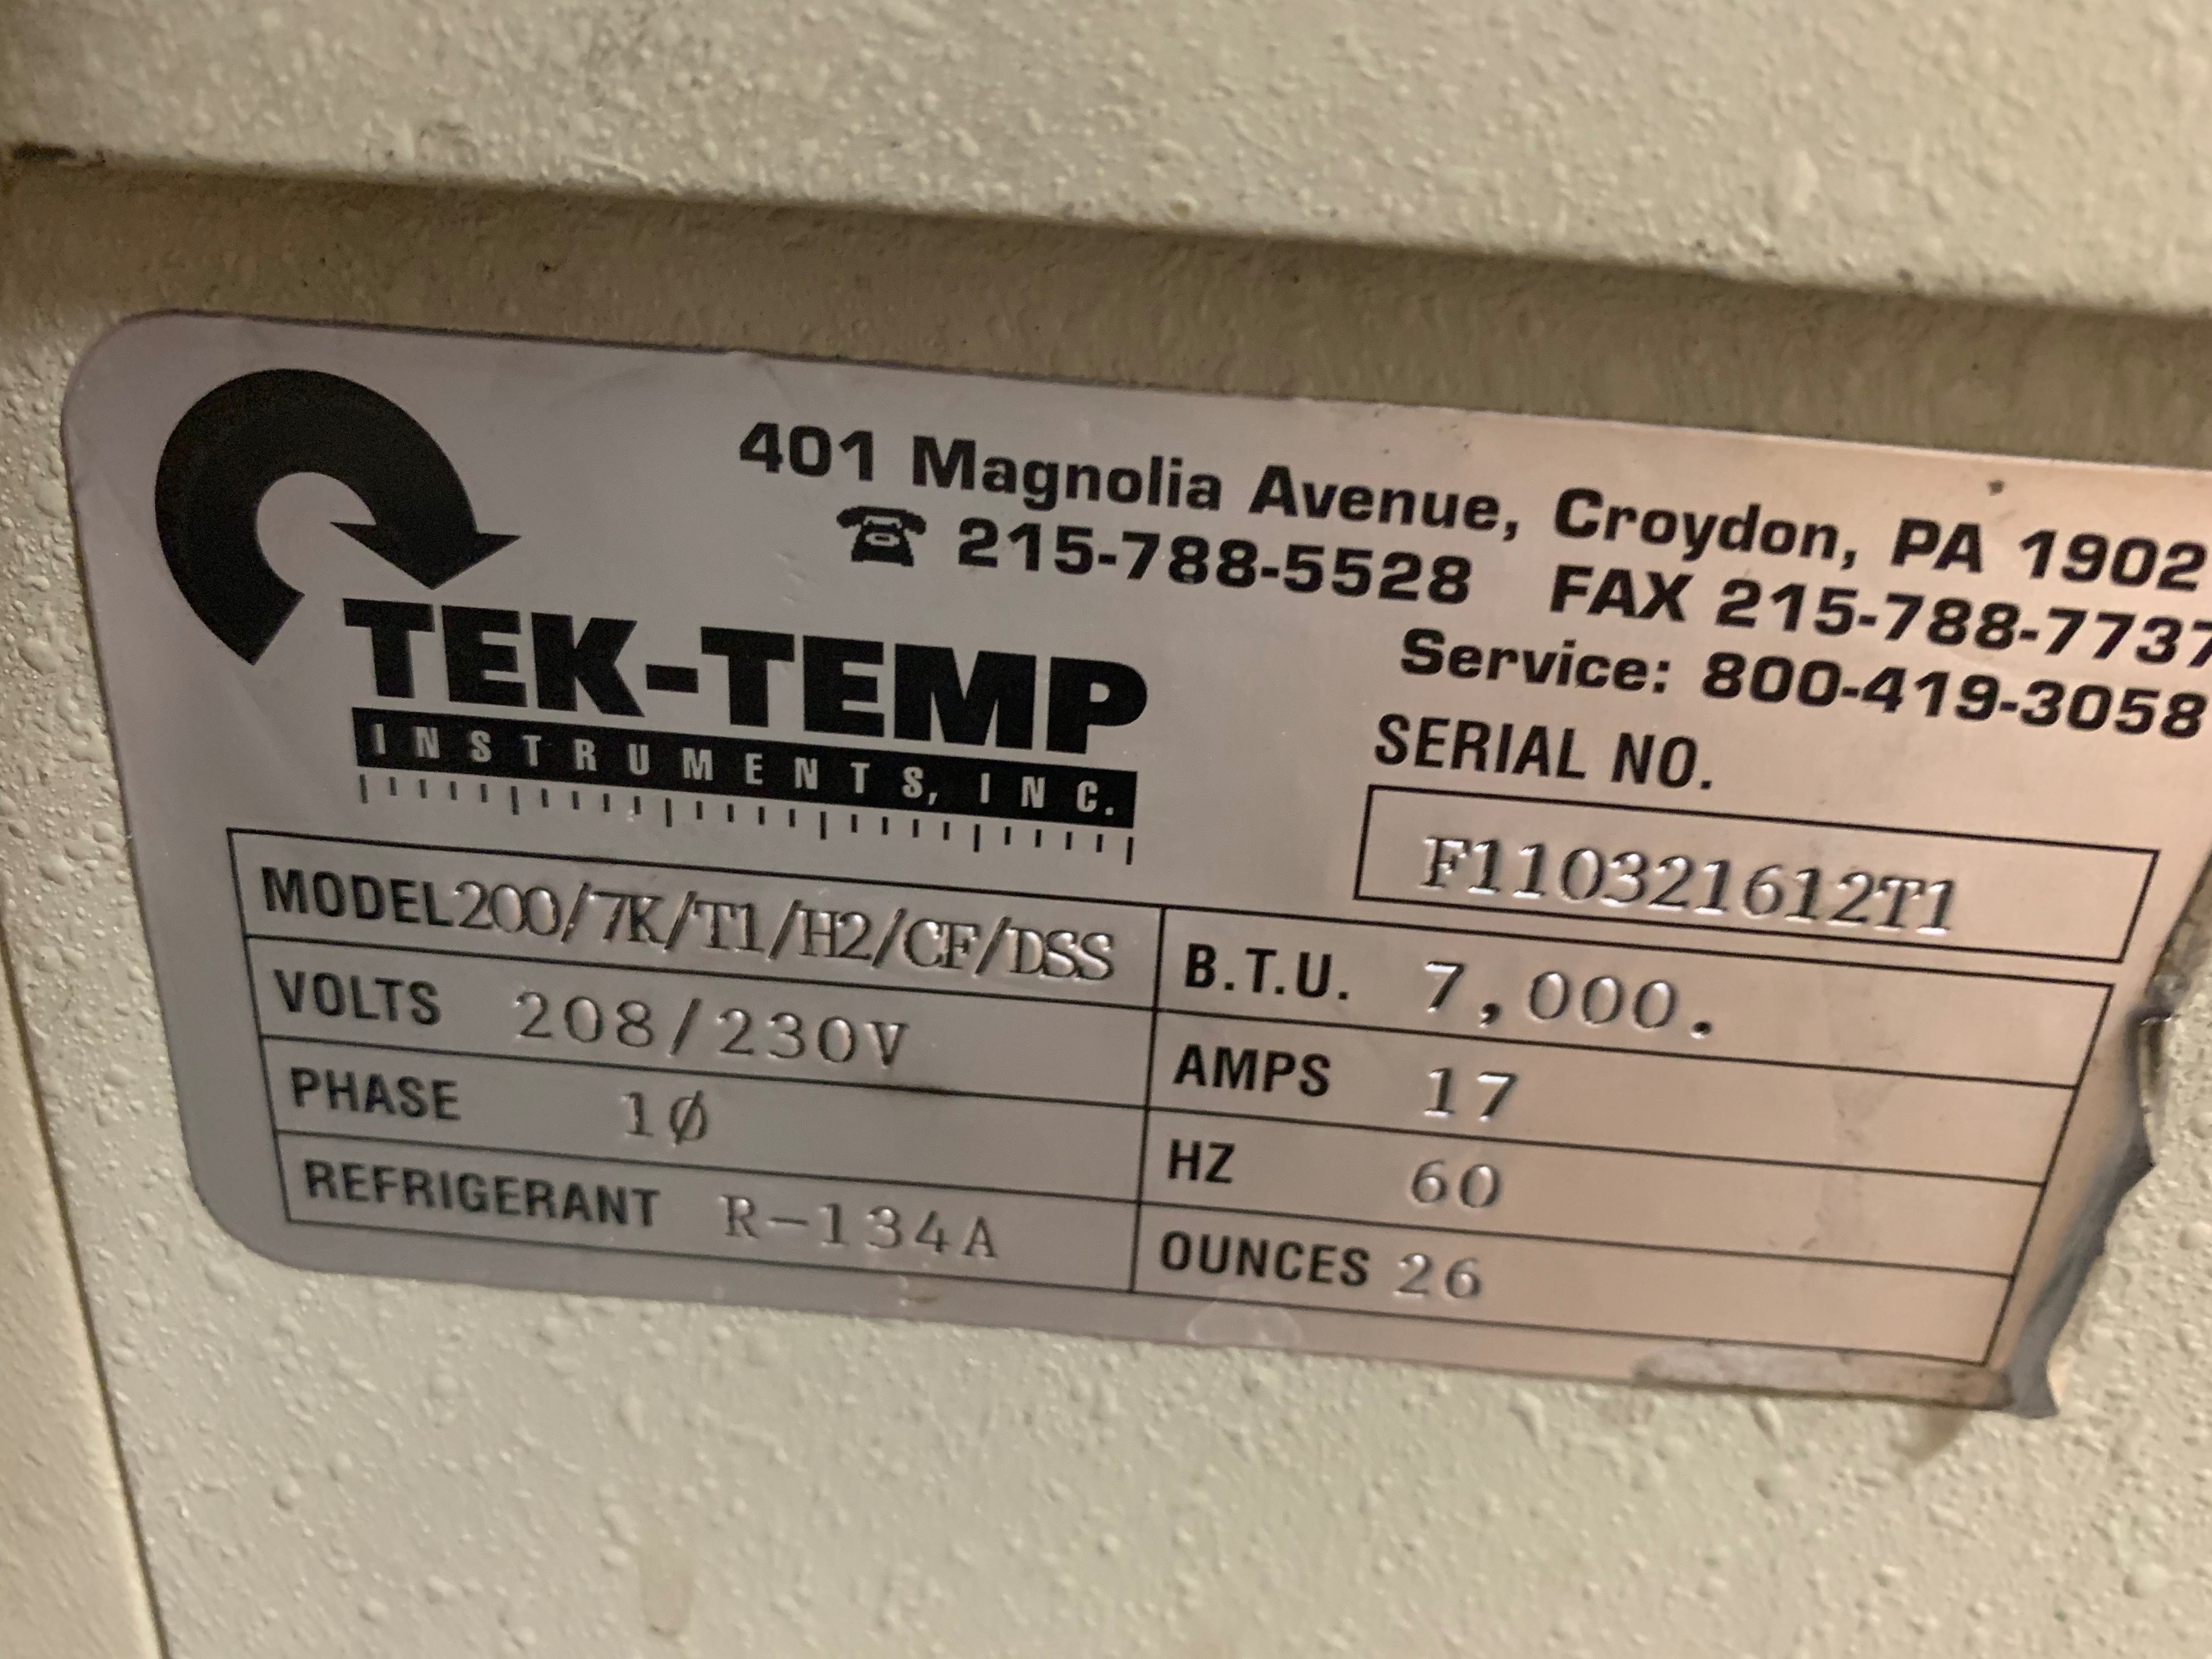 401 Magnolia Avenue, Croydon, PA 1902
☎ 215-788-5528 FAX 215-788-7737
Service: 800-419-3058
TEK-TEMP
INSTRUMENTS, INC.
SERIAL NO.
F110321612T1
MODEL 200/7K/T1/H2/CF/DSS B.T.U. 7,000.
VOLTS 208/230V AMPS 17
PHASE 1Ø HZ 60
REFRIGERANT R-134A OUNCES 26